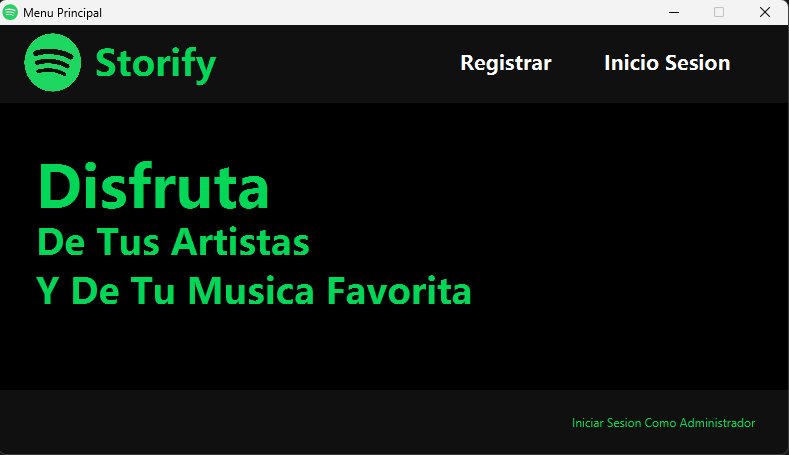 Menu Principal
Storify
Registrar
Inicio Sesion
Disfruta
De Tus Artistas
Y De Tu Musica Favorita
Iniciar Sesion Como Administrador